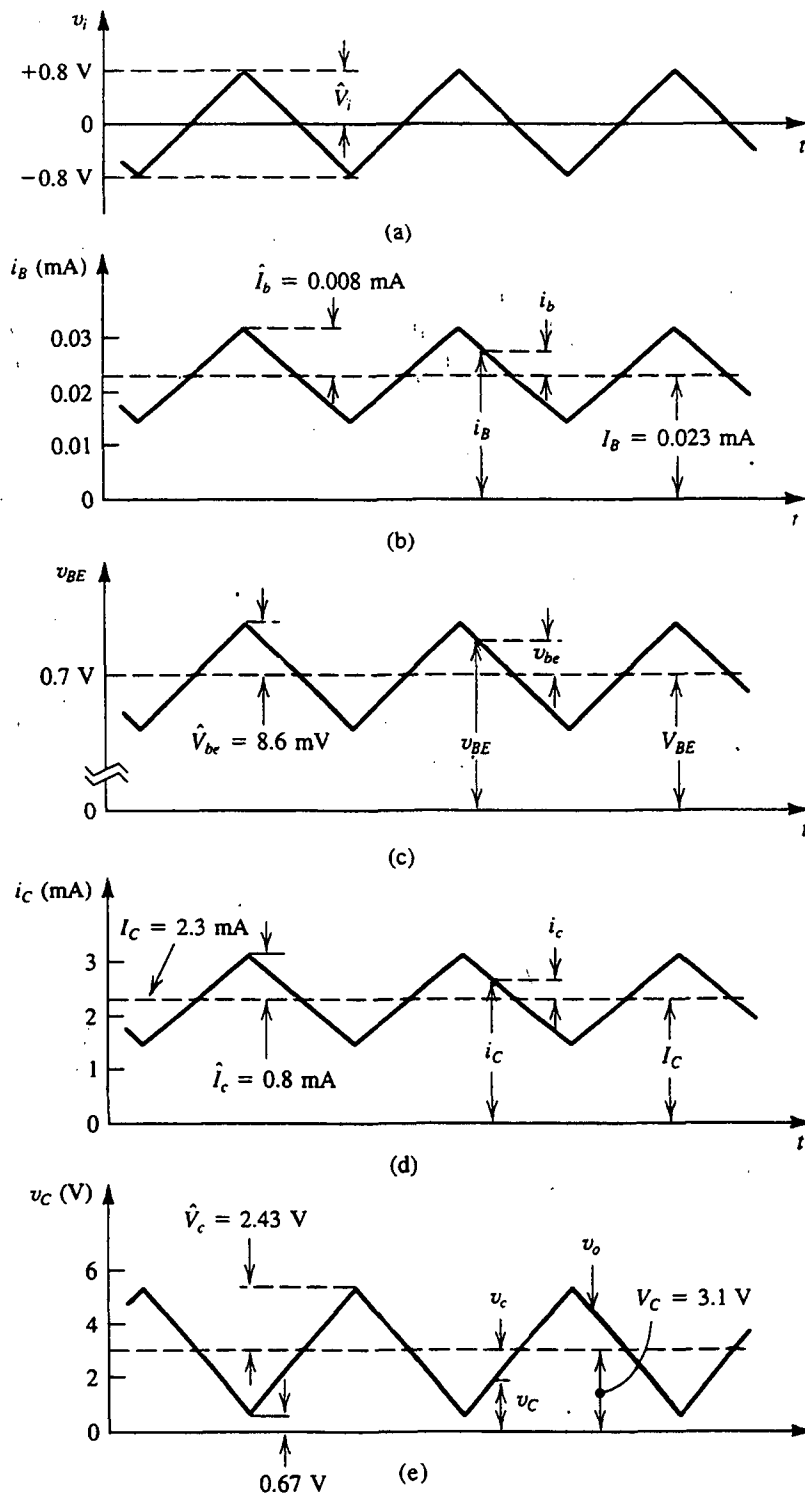 v_i
+0.8 V
V̂_i
0
t
−0.8 V
(a)
i_B (mA)
Î_b = 0.008 mA
i_b
0.03
0.02
i_B
I_B = 0.023 mA
0.01
0
t
(b)
v_BE
v_be
0.7 V
V̂_be = 8.6 mV
v_BE
V_BE
0
t
(c)
i_C (mA)
I_C = 2.3 mA
i_c
3
2
i_C
I_C
1
Î_c = 0.8 mA
0
t
(d)
v_C (V)
V̂_c = 2.43 V
v_o
6
v_c
V_C = 3.1 V
4
2
v_C
0
t
0.67 V
(e)